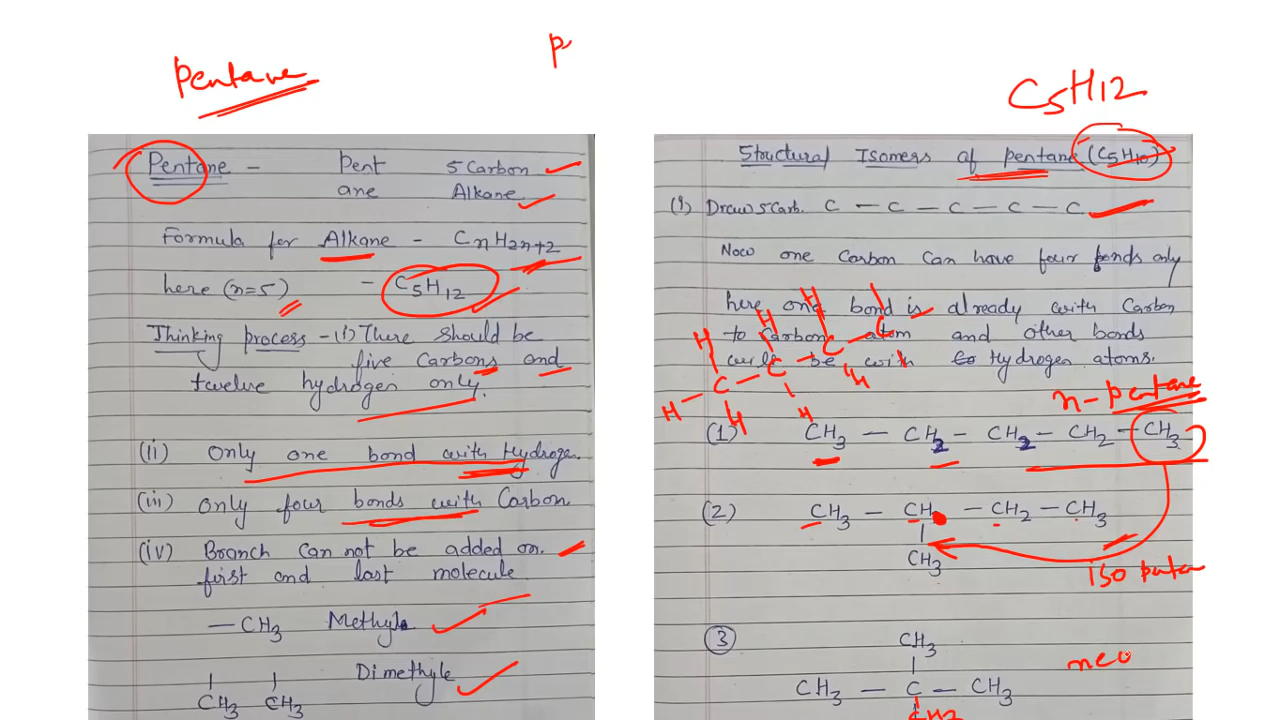 Pentane
p
Pentane - Pent 5 Carbon
ane Alkane
Formula for Alkane - CnH2n+2
here (n=5) - C5H12
Thinking process - (i) There should be
five Carbons and
twelve hydrogen only.
(ii) Only one bond with Hydrogen.
(iii) Only four bonds with Carbon
(iv) Branch Can not be added on.
first and last molecule
—CH3 Methyle
Dimethyle
CH3 CH3
C5H12
Structural Isomers of pentane (C5H10)
(i) Draw 5 Carb. C — C — C — C — C
Now one Carbon Can have four bonds only
here one bond is already with Carbon
to Carbon atom and other bonds
will be with Hydrogen atoms.
H H H
C — C — C C
H H H H
n-pentane
(1) CH3 — CH2 — CH2 — CH2 — CH3
(2) CH3 — CH — CH2 — CH3
CH3
iso
(3) CH3
neo
CH3 — C — CH3
CH3